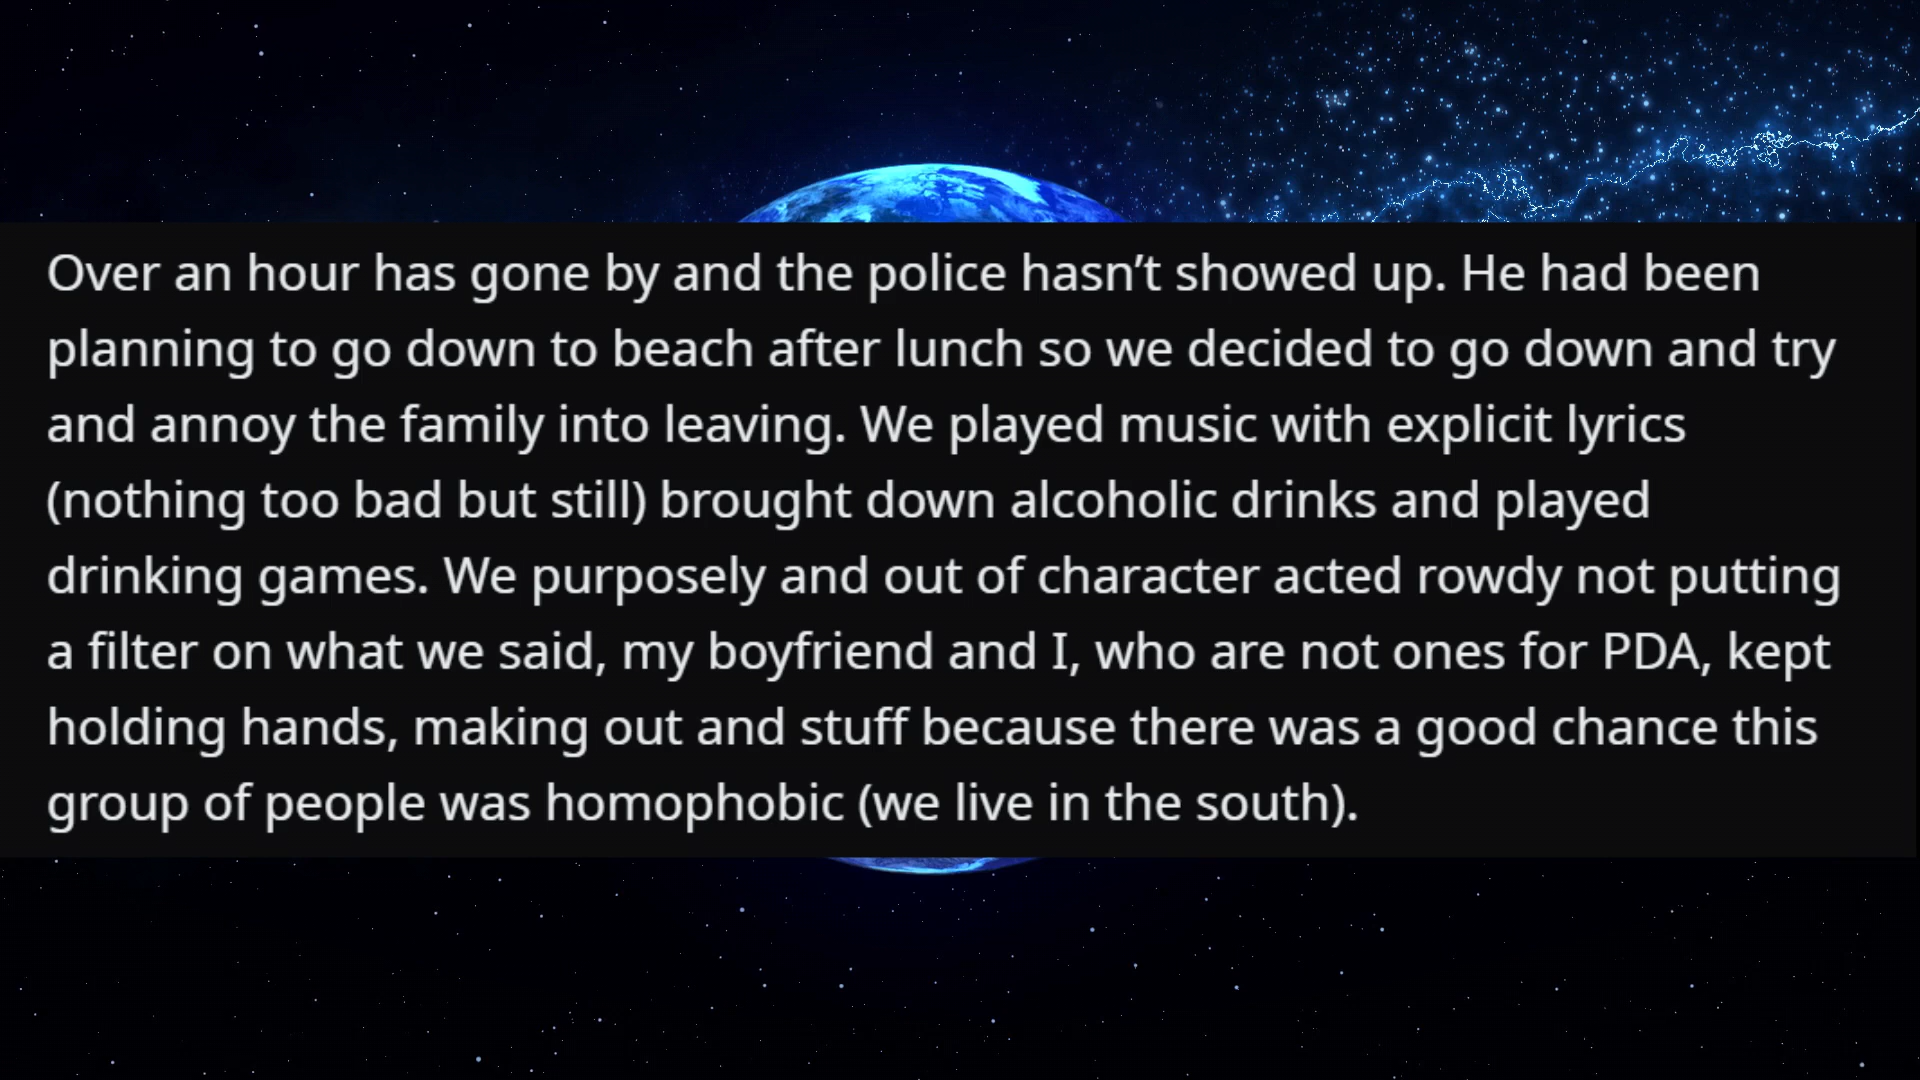 Over an hour has gone by and the police hasn’t showed up. He had been
planning to go down to beach after lunch so we decided to go down and try
and annoy the family into leaving. We played music with explicit lyrics
(nothing too bad but still) brought down alcoholic drinks and played
drinking games. We purposely and out of character acted rowdy not putting
a filter on what we said, my boyfriend and I, who are not ones for PDA, kept
holding hands, making out and stuff because there was a good chance this
group of people was homophobic (we live in the south).